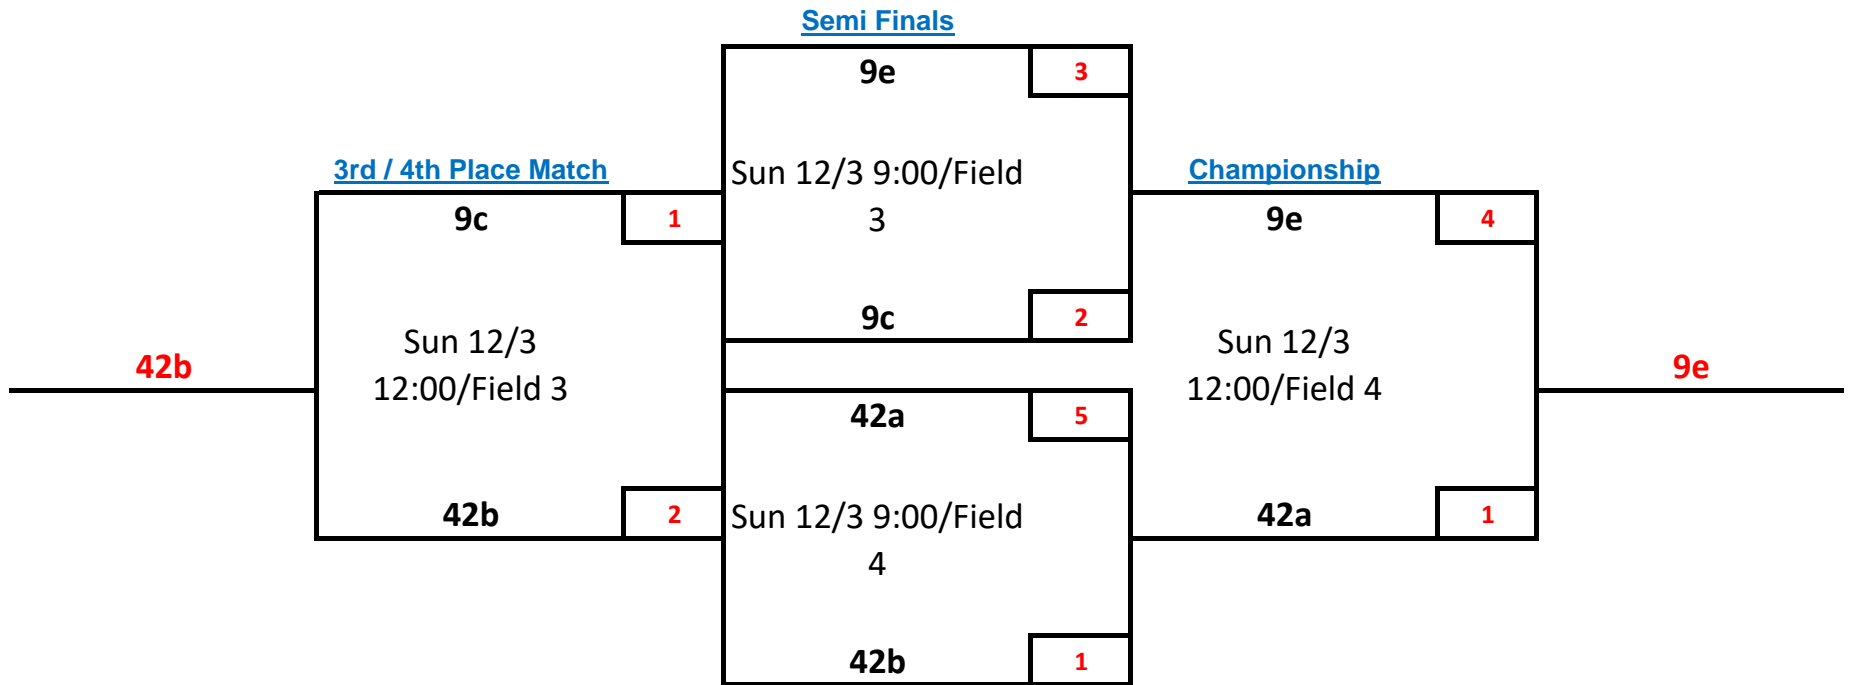 Semi Finals
9e 3
3rd / 4th Place Match
Sun 12/3 9:00/Field
3
Championship
9c 1
9e 4
9c 2
Sun 12/3
12:00/Field 3
Sun 12/3
12:00/Field 4
42b
9e
42a 5
42b 2
Sun 12/3 9:00/Field
4
42a 1
42b 1